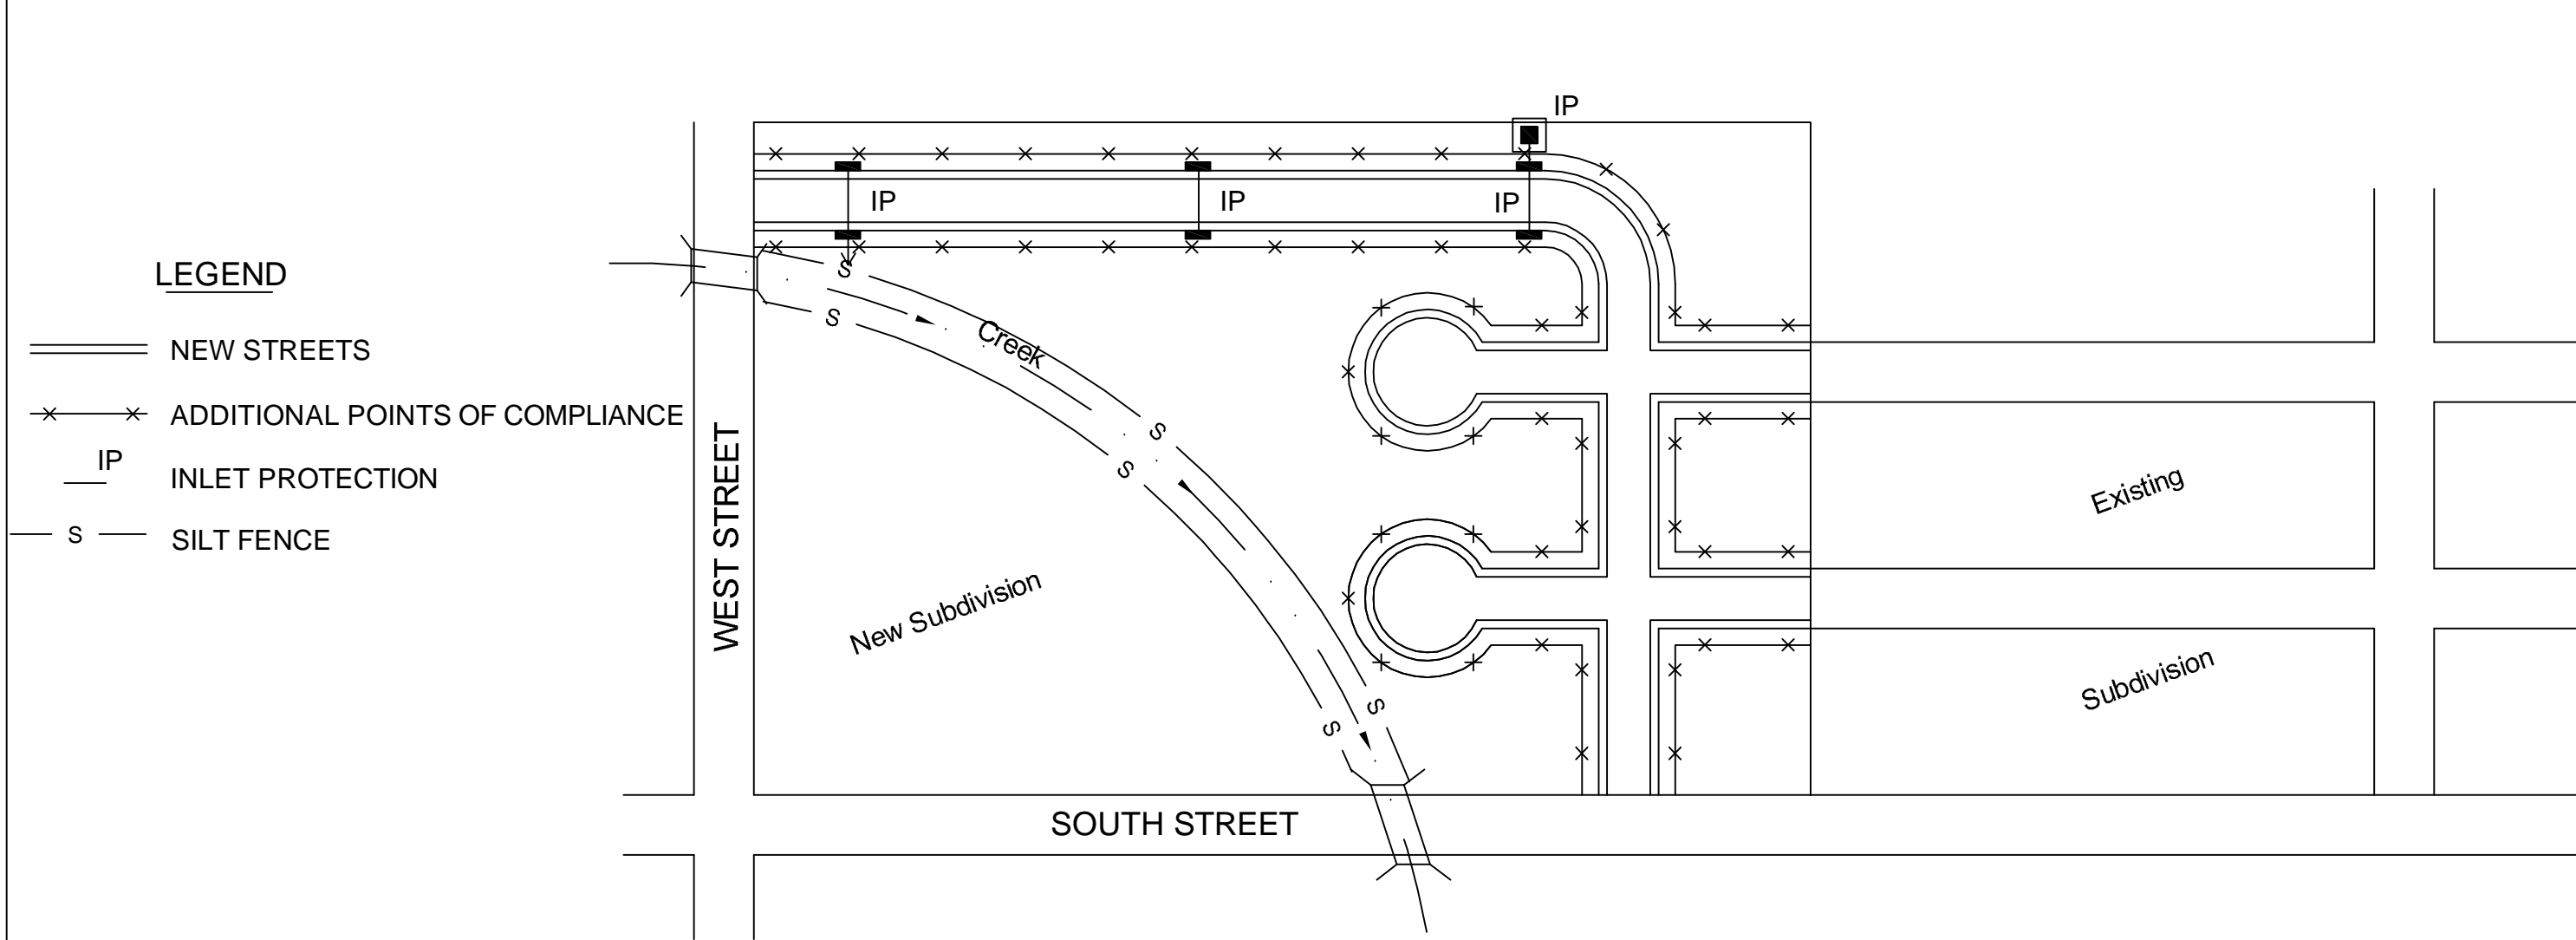 LEGEND
NEW STREETS
ADDITIONAL POINTS OF COMPLIANCE
IP
INLET PROTECTION
S
SILT FENCE
IP
IP
IP
IP
S
S
Creek
S
S
S
S
WEST STREET
New Subdivision
SOUTH STREET
Existing
Subdivision